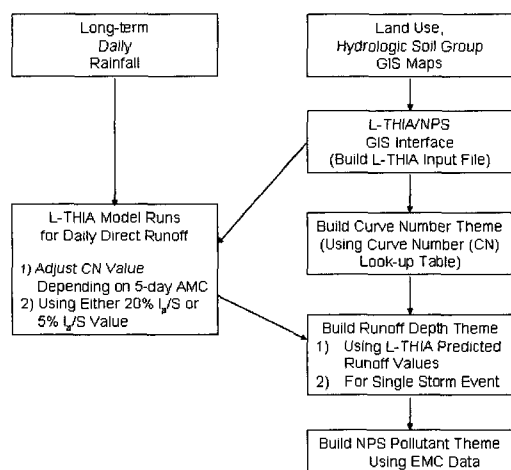 Long-term
Daily
Rainfall
Land Use,
Hydrologic Soil Group
GIS Maps
L-THIA/NPS
GIS Interface
(Build L-THIA Input File)
L-THIA Model Runs
for Daily Direct Runoff
1) Adjust CN Value
Depending on 5-day AMC
2) Using Either 20% Ia/S or
5% Ia/S Value
Build Curve Number Theme
(Using Curve Number (CN)
Look-up Table)
Build Runoff Depth Theme
1) Using L-THIA Predicted
Runoff Values
2) For Single Storm Event
Build NPS Pollutant Theme
Using EMC Data